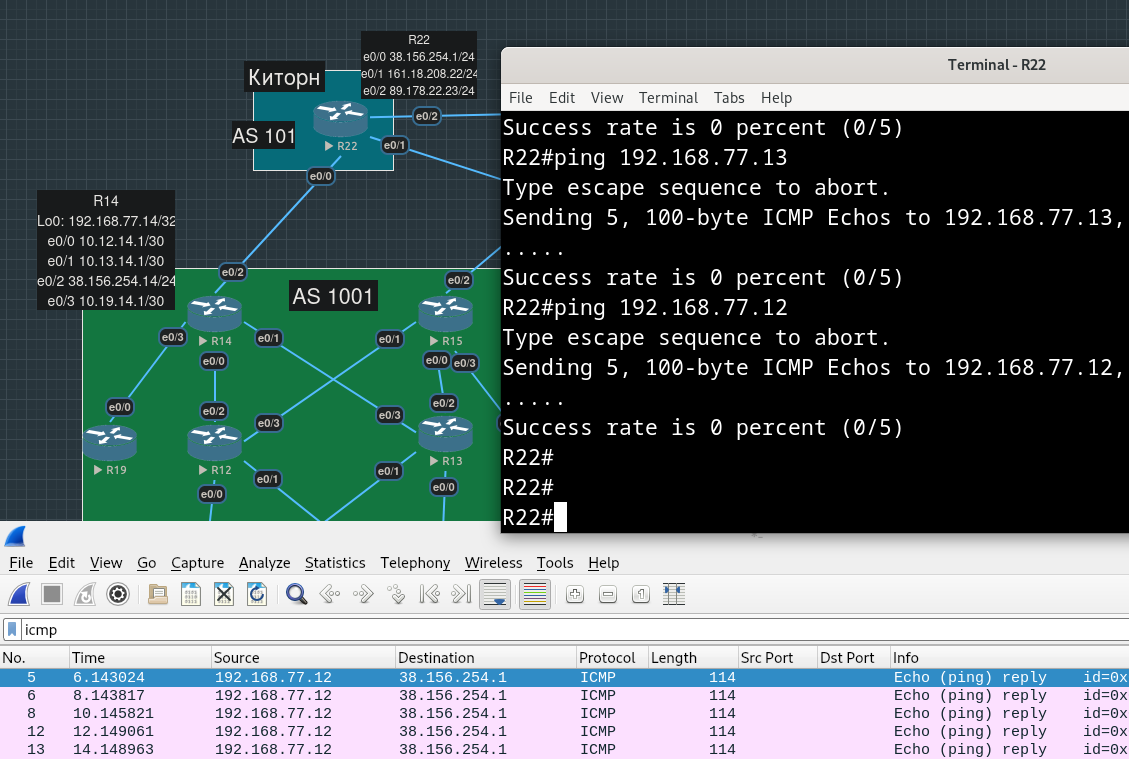 R22
e0/0 38.156.254.1/24
e0/1 161.18.208.22/24
e0/2 89.178.22.23/24
Киторн
AS 101
R22
e0/2
e0/1
e0/0
R14
Lo0: 192.168.77.14/32
e0/0 10.12.14.1/30
e0/1 10.13.14.1/30
e0/2 38.156.254.14/24
e0/3 10.19.14.1/30
AS 1001
e0/2
e0/2
R14
R15
e0/3
e0/1
e0/1
e0/0
e0/0
e0/3
e0/0
e0/2
e0/3
e0/3
e0/2
R19
R12
R13
e0/1
e0/1
e0/0
e0/0
Terminal - R22
File Edit View Terminal Tabs Help
Success rate is 0 percent (0/5)
R22#ping 192.168.77.13
Type escape sequence to abort.
Sending 5, 100-byte ICMP Echos to 192.168.77.13,
.....
Success rate is 0 percent (0/5)
R22#ping 192.168.77.12
Type escape sequence to abort.
Sending 5, 100-byte ICMP Echos to 192.168.77.12,
.....
Success rate is 0 percent (0/5)
R22#
R22#
R22#
File Edit View Go Capture Analyze Statistics Telephony Wireless Tools Help
icmp
No. Time Source Destination Protocol Length Src Port Dst Port Info
5 6.143024 192.168.77.12 38.156.254.1 ICMP 114 Echo (ping) reply id=0x
6 8.143817 192.168.77.12 38.156.254.1 ICMP 114 Echo (ping) reply id=0x
8 10.145821 192.168.77.12 38.156.254.1 ICMP 114 Echo (ping) reply id=0x
12 12.149061 192.168.77.12 38.156.254.1 ICMP 114 Echo (ping) reply id=0x
13 14.148963 192.168.77.12 38.156.254.1 ICMP 114 Echo (ping) reply id=0x